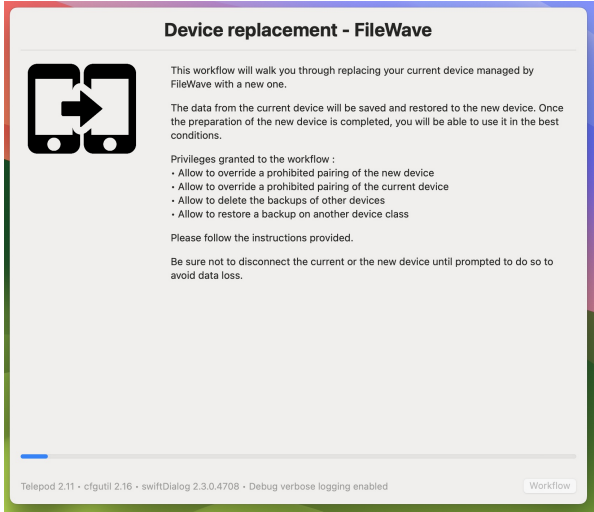 Device replacement - FileWave
This workflow will walk you through replacing your current device managed by
FileWave with a new one.
The data from the current device will be saved and restored to the new device. Once
the preparation of the new device is completed, you will be able to use it in the best
conditions.
Privileges granted to the workflow :
• Allow to override a prohibited pairing of the new device
• Allow to override a prohibited pairing of the current device
• Allow to delete the backups of other devices
• Allow to restore a backup on another device class
Please follow the instructions provided.
Be sure not to disconnect the current or the new device until prompted to do so to
avoid data loss.
Telepod 2.11 • cfgutil 2.16 • swiftDialog 2.3.0.4708 • Debug verbose logging enabled
Workflow